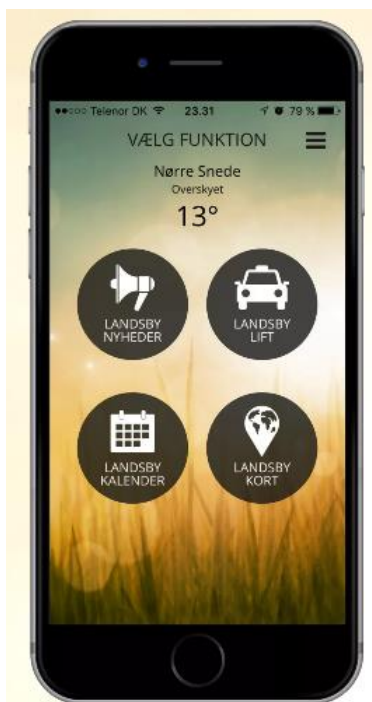 Telenor DK 23.31 79 %
VÆLG FUNKTION
Nørre Snede
Overskyet
13°
LANDSBY
NYHEDER
LANDSBY
LIFT
LANDSBY
KALENDER
LANDSBY
KORT